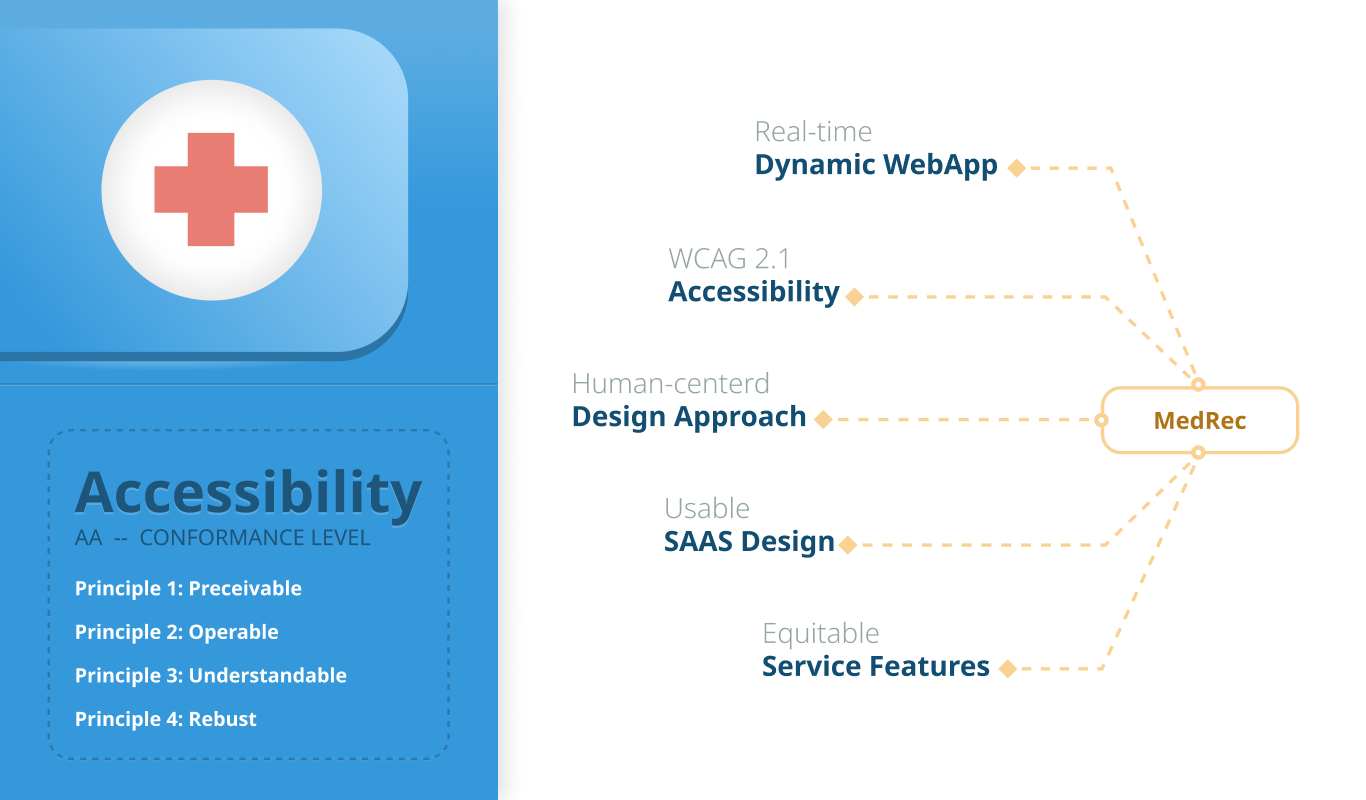 Accessibility
AA -- CONFORMANCE LEVEL
Principle 1: Preceivable
Principle 2: Operable
Principle 3: Understandable
Principle 4: Rebust
Real-time
Dynamic WebApp
WCAG 2.1
Accessibility
Human-centerd
Design Approach
Usable
SAAS Design
Equitable
Service Features
MedRec